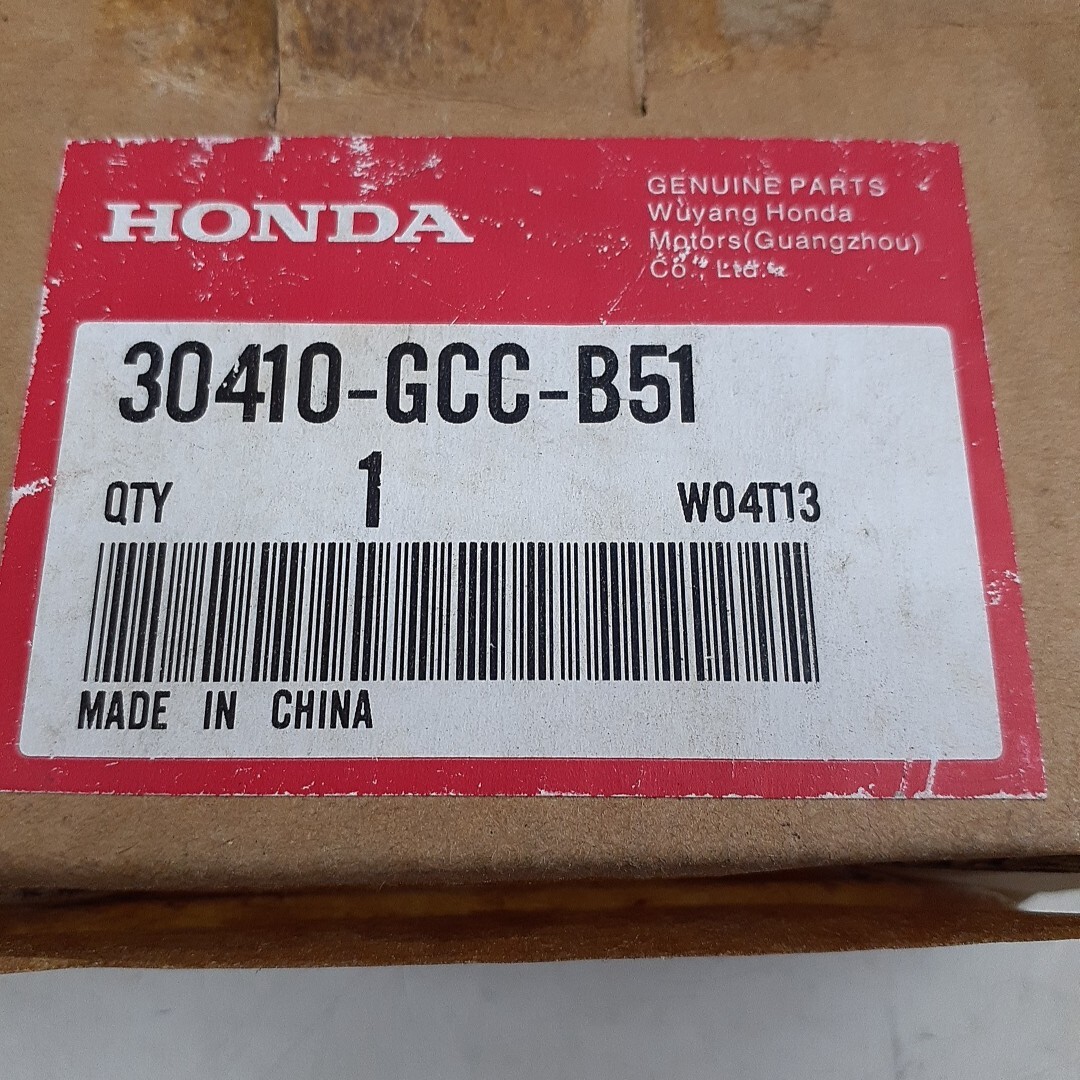 HONDA
GENUINE PARTS
Wuyang Honda
Motors(Guangzhou)
Co., Ltd.
30410-GCC-B51
QTY 1 W04T13
MADE IN CHINA